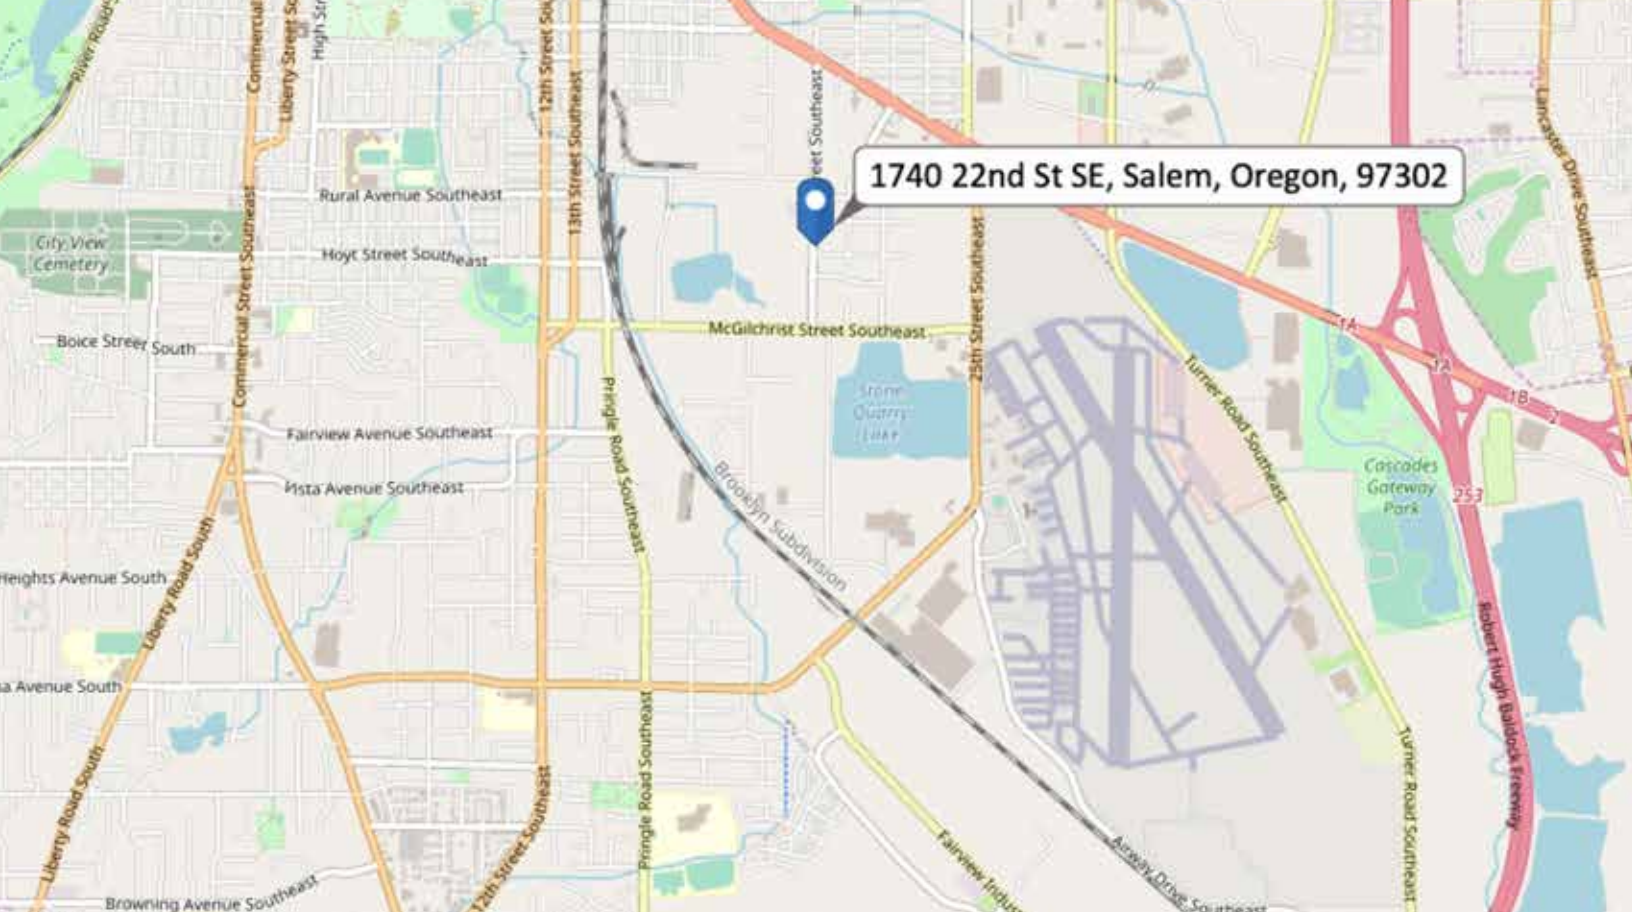 River Road
Commercial
Liberty Street
High
12th Street
13th Street Southeast
Southeast
1740 22nd St SE, Salem, Oregon, 97302
Lancaster Drive Southeast
Rural Avenue Southeast
City View
Cemetery
Commercial Street Southeast
Hoyt Street Southeast
25th Street Southeast
McGilchrist Street Southeast
1A
Boice Street South
1A
1B
2
Turner Road Southeast
Stone
Quarry
Lake
Pringle Road Southeast
Fairview Avenue Southeast
Cascades
Gateway
Park
253
Vista Avenue Southeast
Brooklyn Subdivision
Heights Avenue South
Liberty Road South
Robert Hugh Baldock Freeway
Avenue South
Pringle Road Southeast
Turner Road Southeast
Liberty Road South
12th Street Southeast
Fairview
Airway Drive Southeast
Browning Avenue Southeast